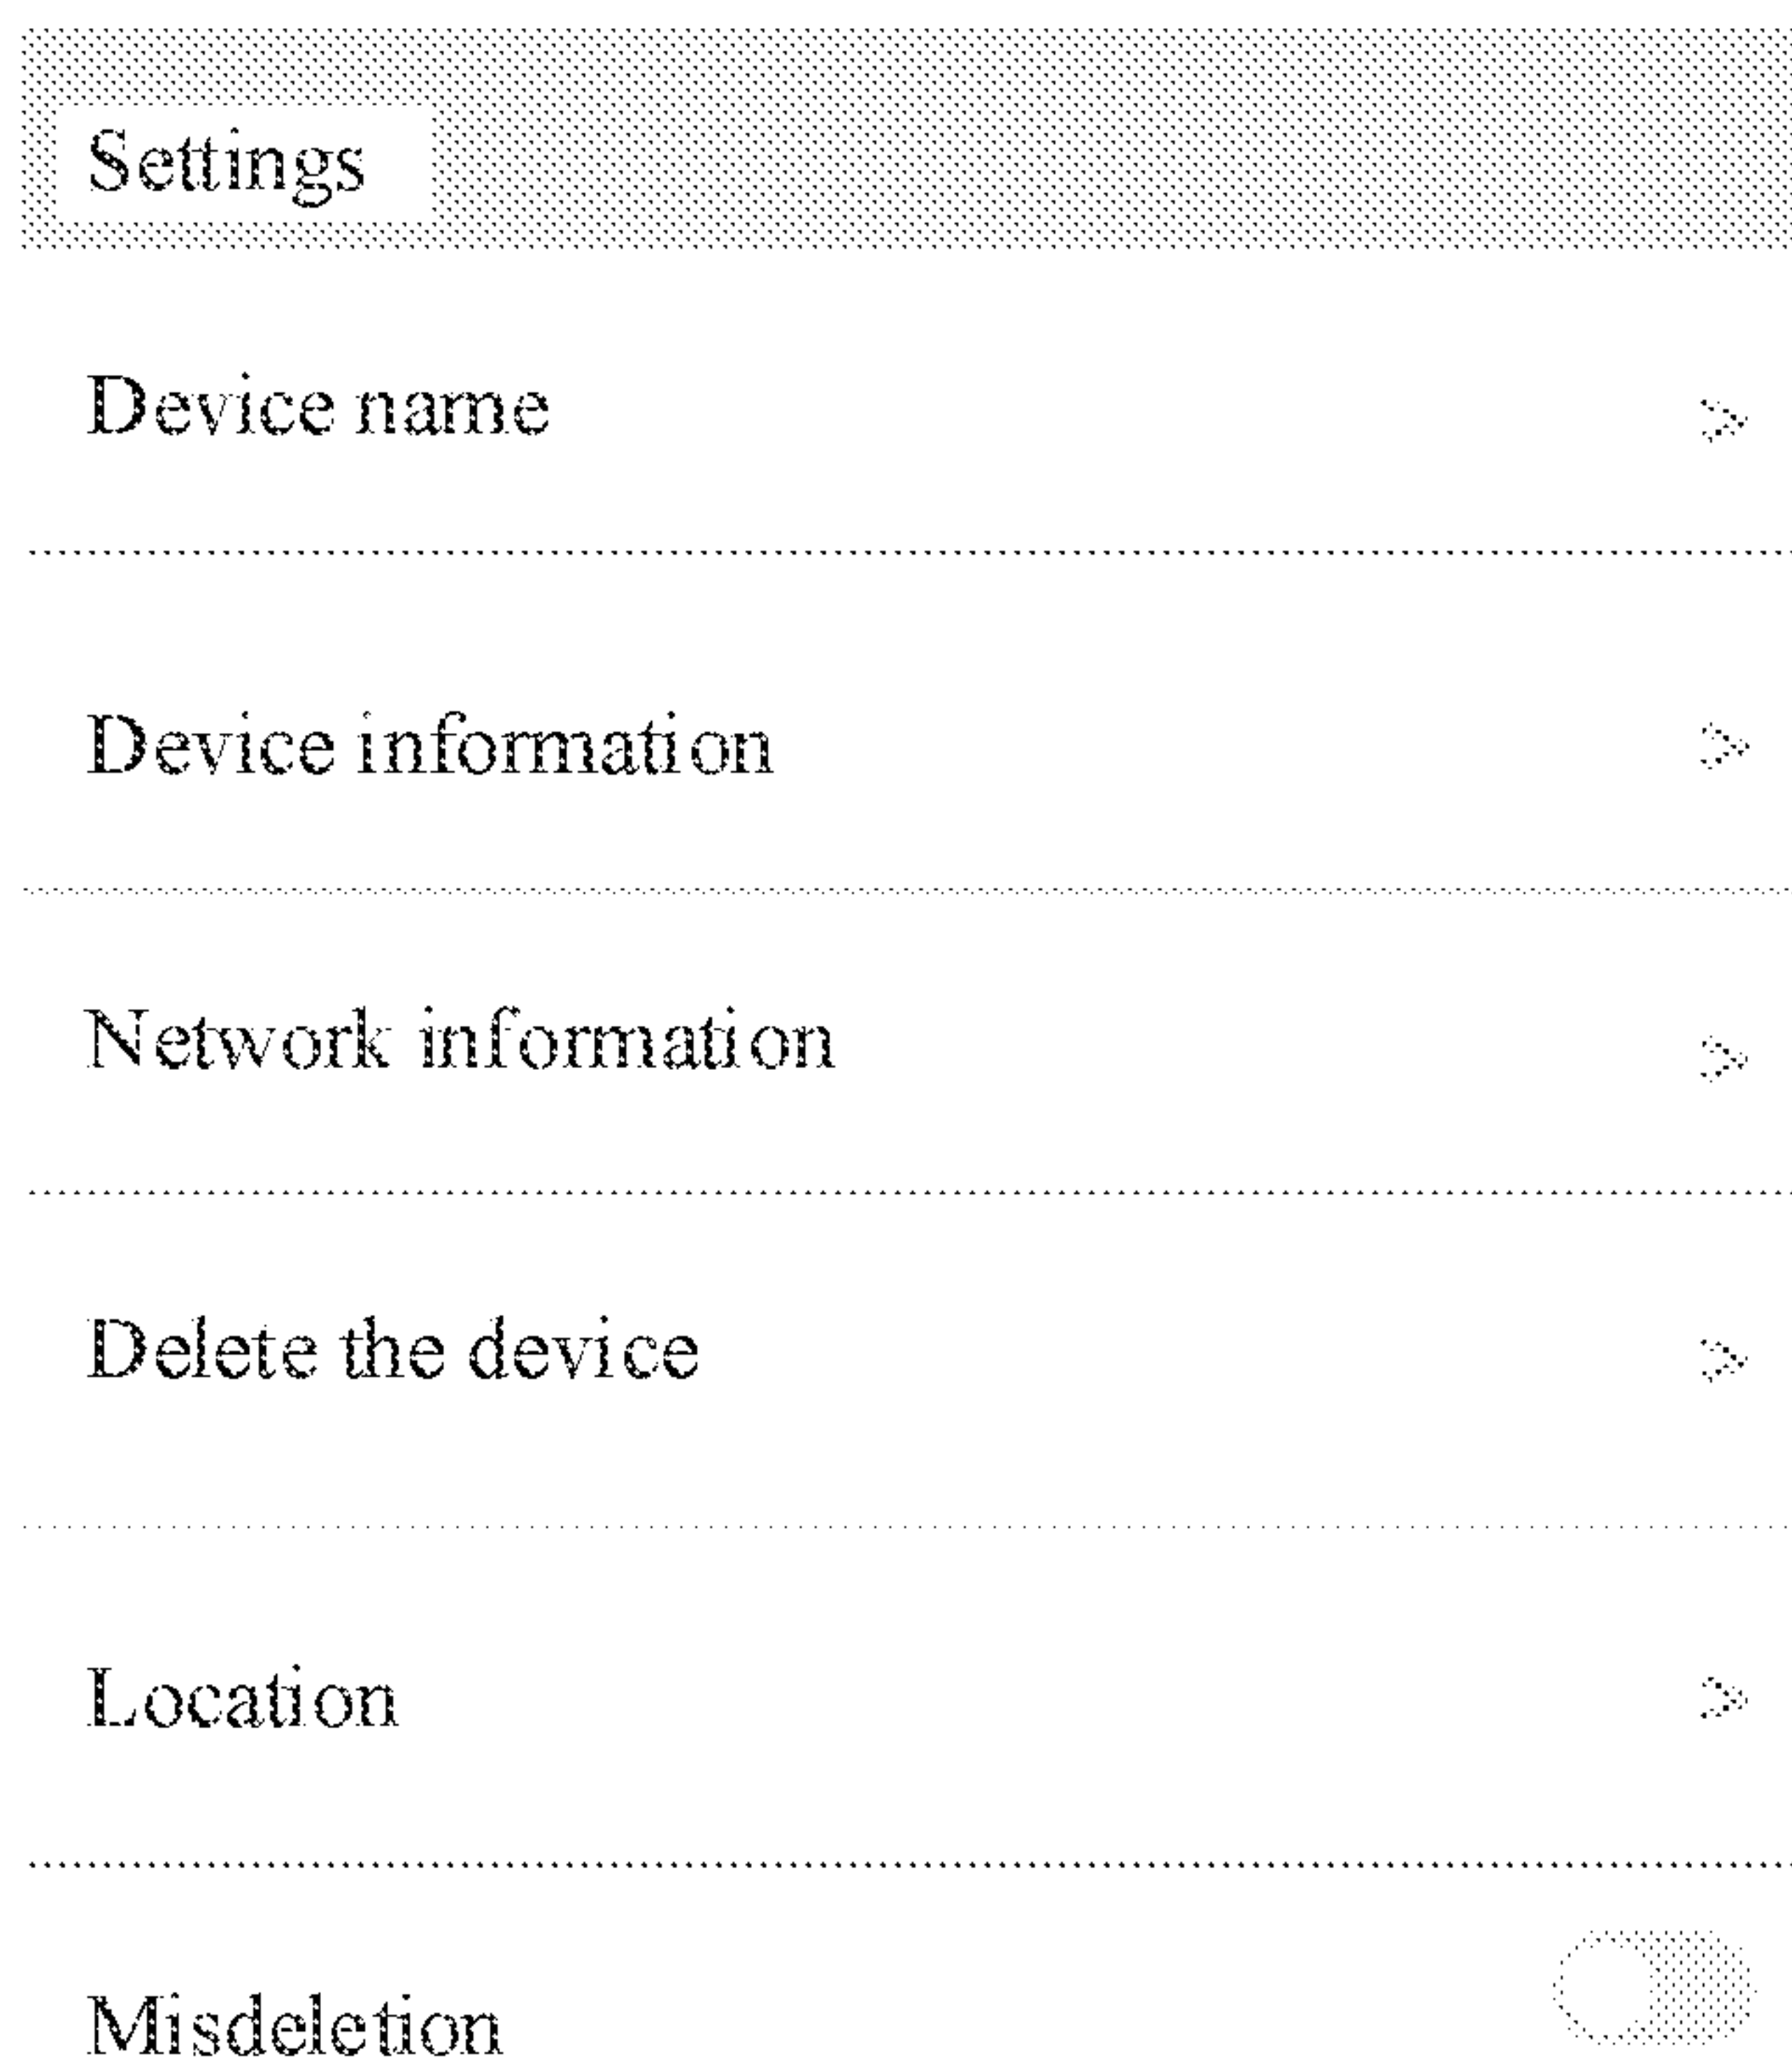 Settings
Device name >
Device information >
Network information >
Delete the device >
Location >
Misdeletion